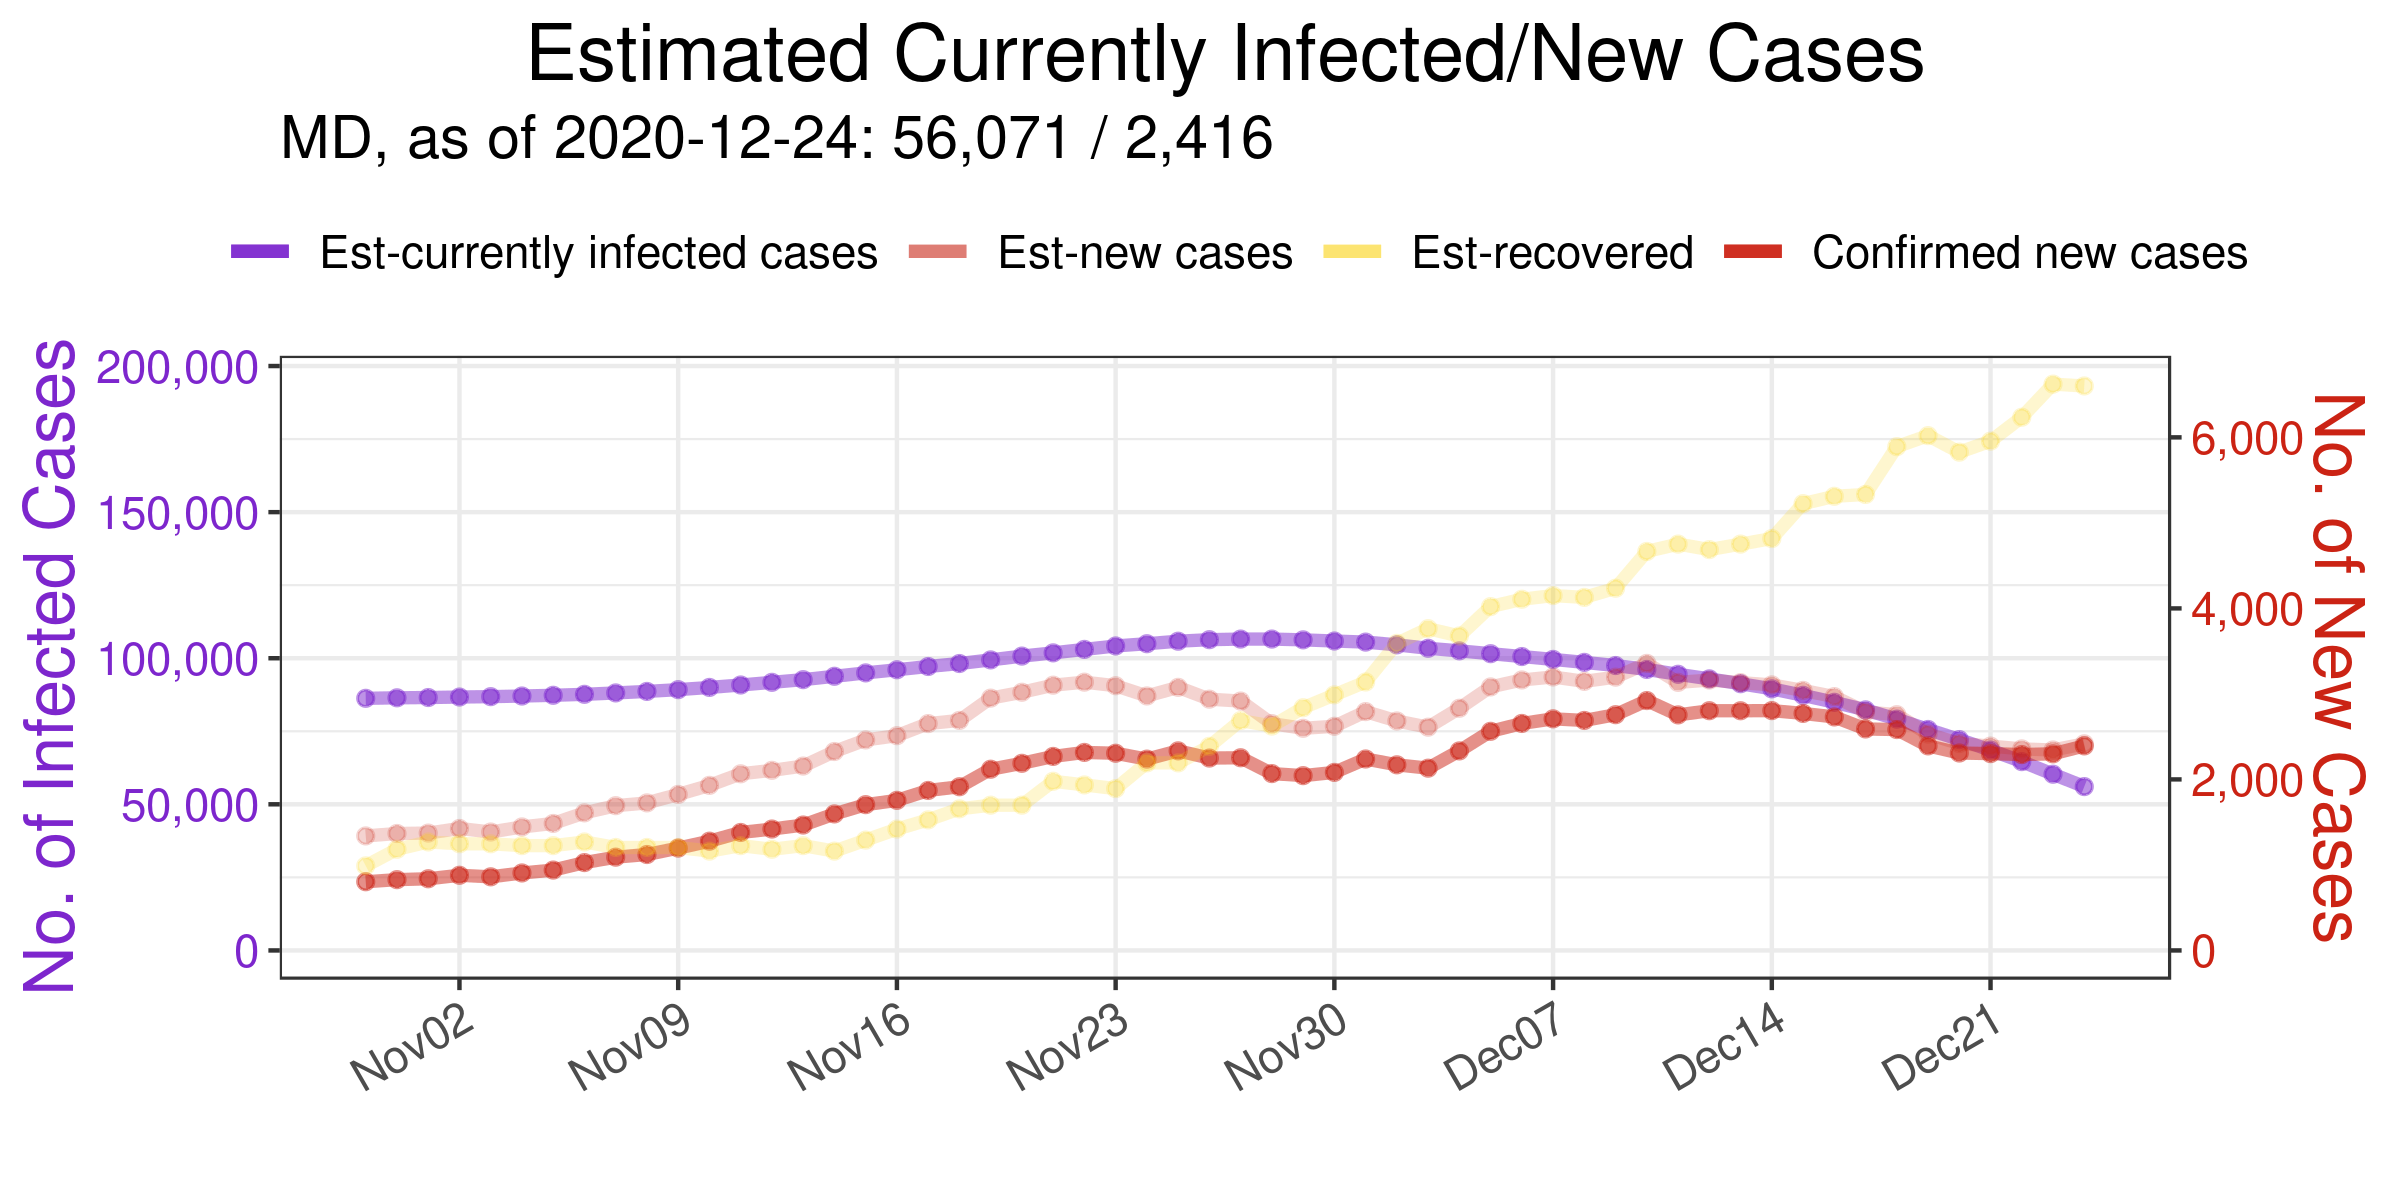 Estimated Currently Infected/New Cases
MD, as of 2020-12-24: 56,071 / 2,416
Est-currently infected cases
Est-new cases
Est-recovered
Confirmed new cases
No. of Infected Cases
200,000
150,000
100,000
50,000
0
6,000
4,000
2,000
0
No. of New Cases
Nov02
Nov09
Nov16
Nov23
Nov30
Dec07
Dec14
Dec21